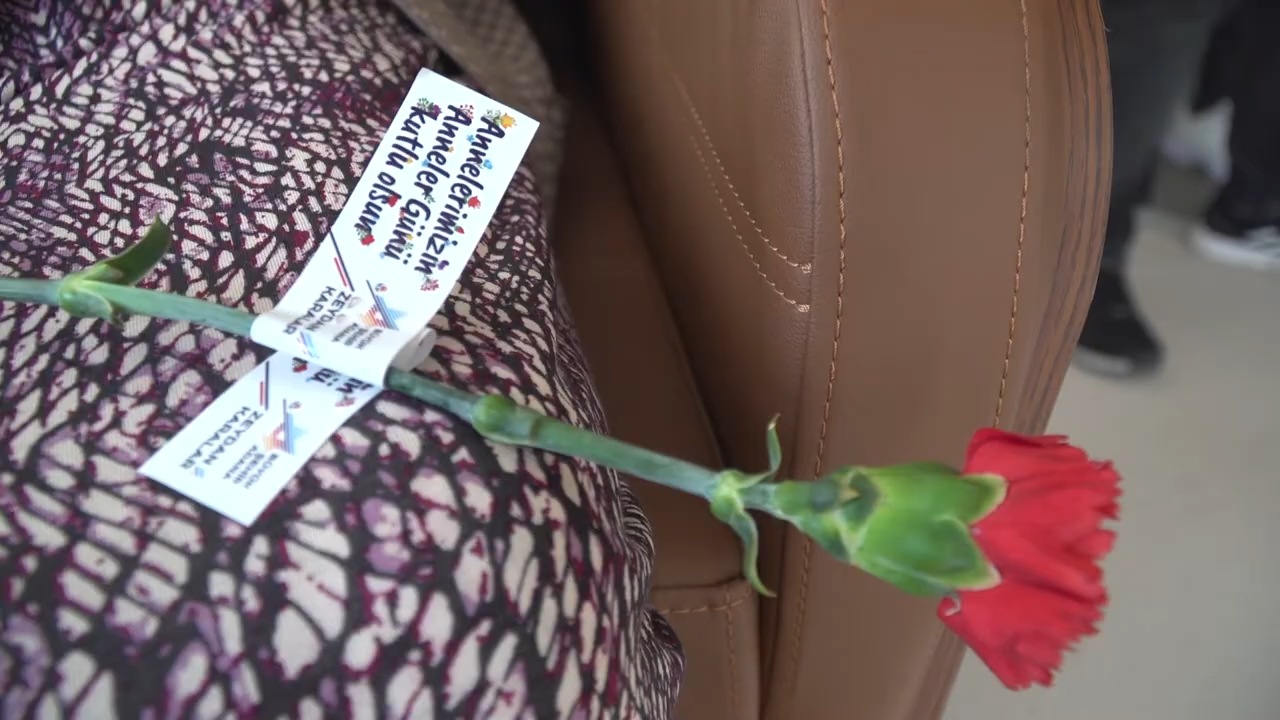 Annelerimizin
Anneler Günü
kutlu olsun
ZEYDAN
KARALAR
ZEYDAN
KARALAR